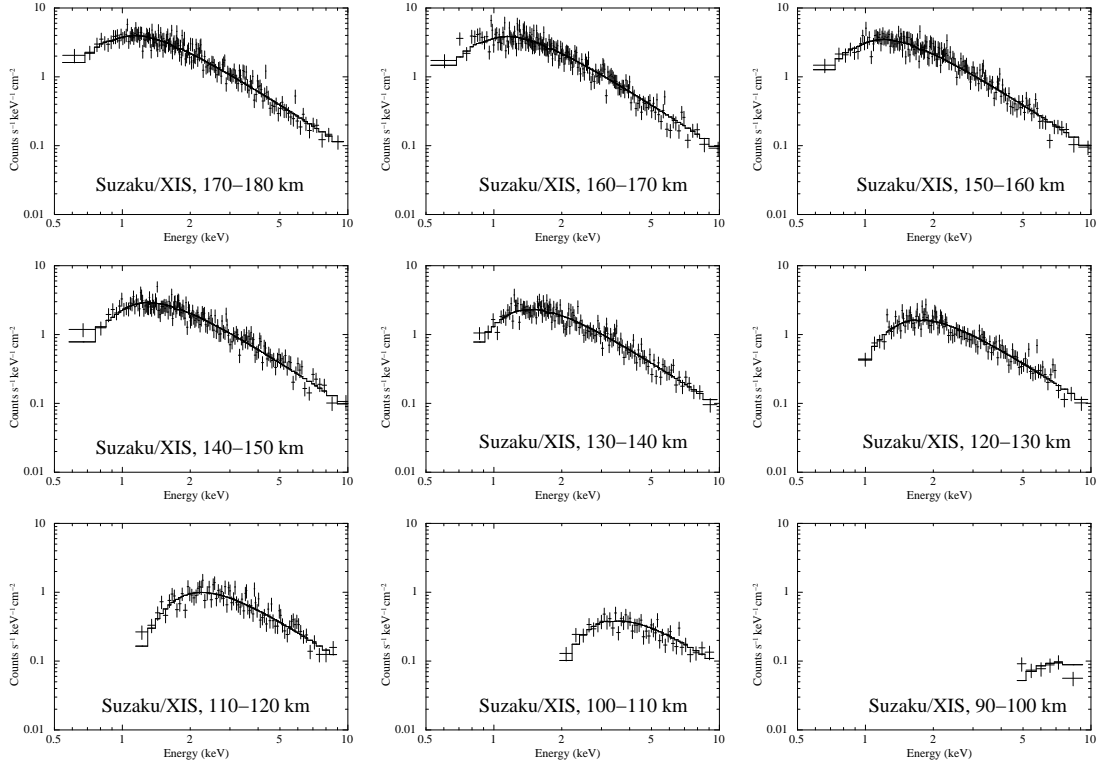 10
1
0.1
0.01
Counts s−1 keV−1 cm−2
Suzaku/XIS, 170−180 km
0.5 1 2 5 10
Energy (keV)
10
1
0.1
0.01
Counts s−1 keV−1 cm−2
Suzaku/XIS, 160−170 km
0.5 1 2 5 10
Energy (keV)
10
1
0.1
0.01
Counts s−1 keV−1 cm−2
Suzaku/XIS, 150−160 km
0.5 1 2 5 10
Energy (keV)
10
1
0.1
0.01
Counts s−1 keV−1 cm−2
Suzaku/XIS, 140−150 km
0.5 1 2 5 10
Energy (keV)
10
1
0.1
0.01
Counts s−1 keV−1 cm−2
Suzaku/XIS, 130−140 km
0.5 1 2 5 10
Energy (keV)
10
1
0.1
0.01
Counts s−1 keV−1 cm−2
Suzaku/XIS, 120−130 km
0.5 1 2 5 10
Energy (keV)
10
1
0.1
0.01
Counts s−1 keV−1 cm−2
Suzaku/XIS, 110−120 km
0.5 1 2 5 10
Energy (keV)
10
1
0.1
0.01
Counts s−1 keV−1 cm−2
Suzaku/XIS, 100−110 km
0.5 1 2 5 10
Energy (keV)
10
1
0.1
0.01
Counts s−1 keV−1 cm−2
Suzaku/XIS, 90−100 km
0.5 1 2 5 10
Energy (keV)